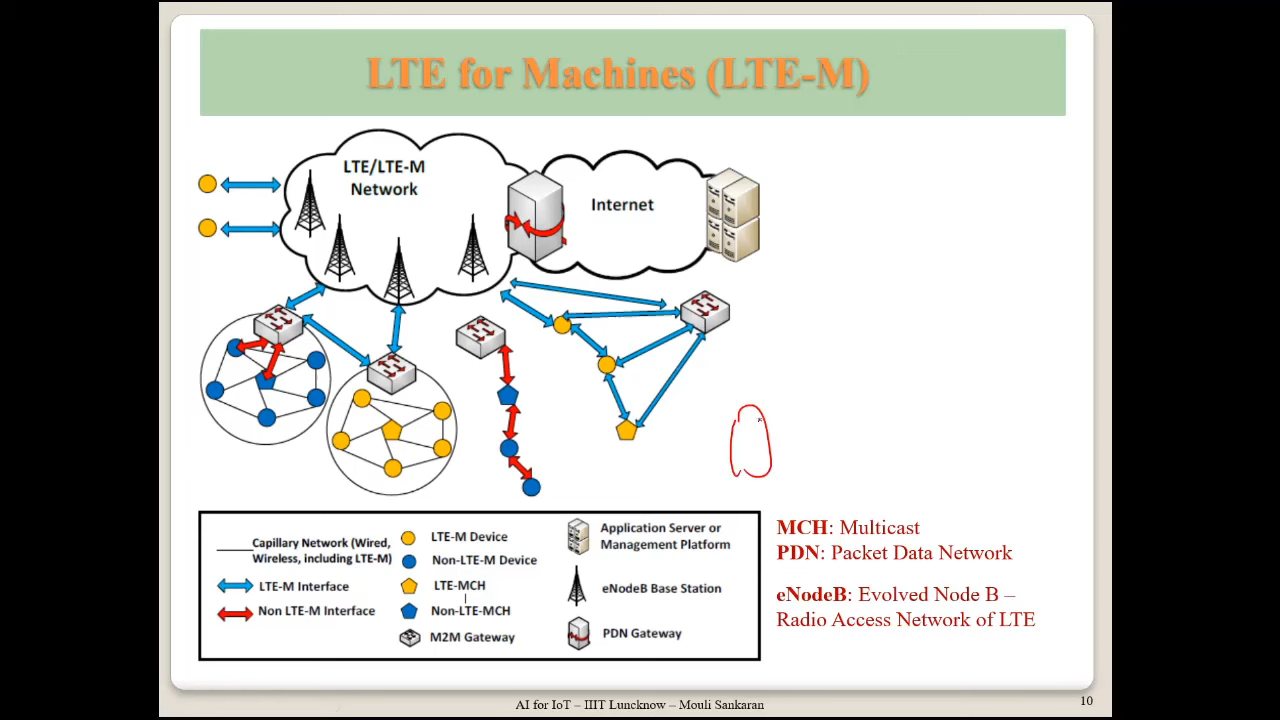 LTE for Machines (LTE-M)
LTE/LTE-M
Network
Internet
Capillary Network (Wired,
Wireless, including LTE-M)
LTE-M Interface
Non LTE-M Interface
LTE-M Device
Non-LTE-M Device
LTE-MCH
Non-LTE-MCH
M2M Gateway
Application Server or
Management Platform
eNodeB Base Station
PDN Gateway
MCH: Multicast
PDN: Packet Data Network
eNodeB: Evolved Node B –
Radio Access Network of LTE
AI for IoT – IIIT Luncknow – Mouli Sankaran
10